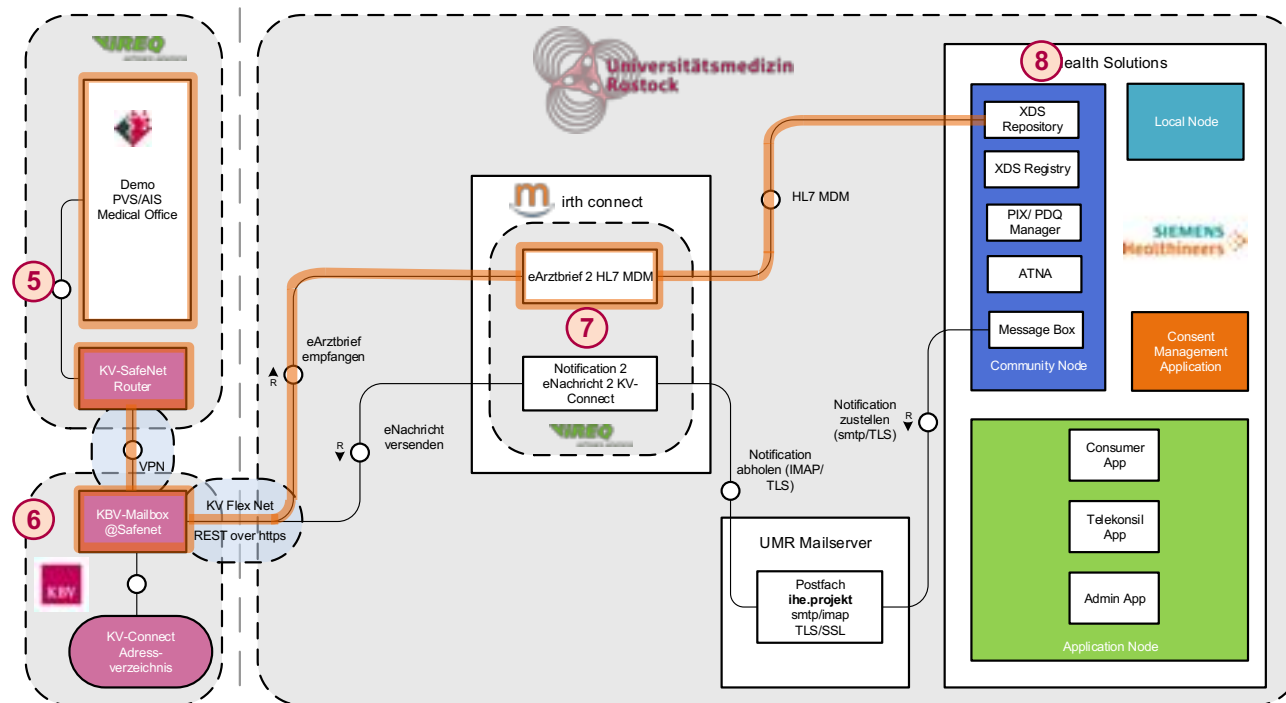 VIREQ
Demo
PVS/AIS
Medical Office
5
KV-SafeNet
Router
VPN
6
KBV-Mailbox
@Safenet
KV Flex Net
REST over https
KBV
KV-Connect
Adress-
verzeichnis
Universitätsmedizin
Rostock
m
irth connect
eArztbrief 2 HL7 MDM
7
Notification 2
eNachricht 2 KV-
Connect
VIREQ
eArztbrief
empfangen
R
eNachricht
versenden
R
HL7 MDM
Notification
abholen (IMAP/
TLS)
Notification
zustellen
(smtp/TLS)
R
UMR Mailserver
Postfach
ihe.projekt
smtp/imap
TLS/SSL
8
ealth Solutions
XDS
Repository
XDS Registry
PIX/ PDQ
Manager
ATNA
Message Box
Community Node
Local Node
SIEMENS
Healthineers
Consent
Management
Application
Consumer
App
Telekonsil
App
Admin App
Application Node